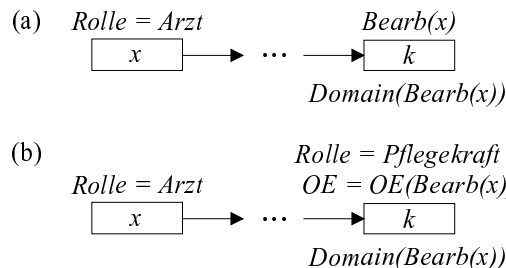 (a) Rolle = Arzt Bearb(x)
x ... k
Domain(Bearb(x))
(b) Rolle = Pflegekraft
Rolle = Arzt OE = OE(Bearb(x)
x ... k
Domain(Bearb(x))